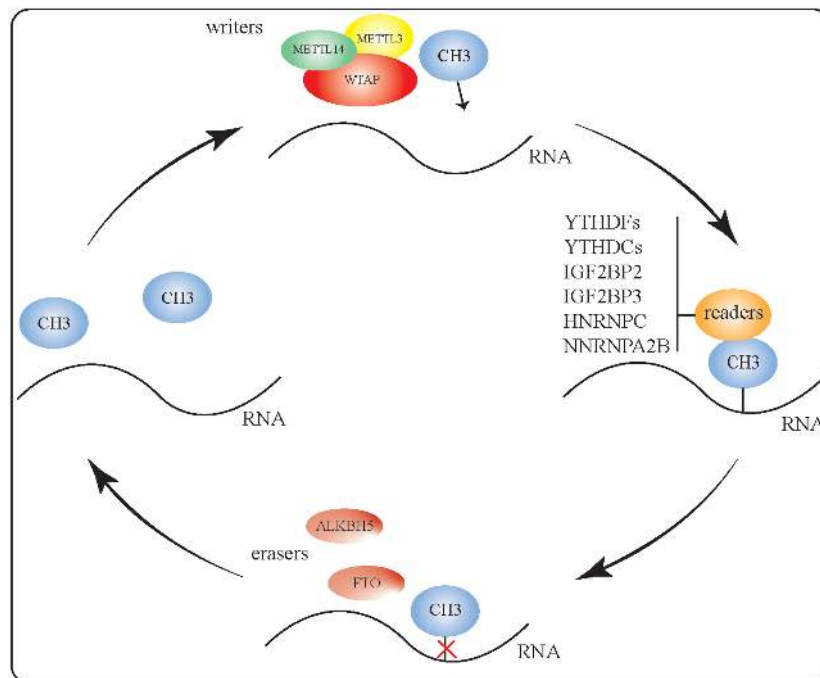 writers
METTL3
METTL14
WTAP
CH3
RNA
YTHDFs
YTHDCs
IGF2BP2
IGF2BP3
HNRNPC
NNRNPA2B
readers
CH3
RNA
CH3
CH3
RNA
ALKBH5
erasers
FTO
CH3
RNA